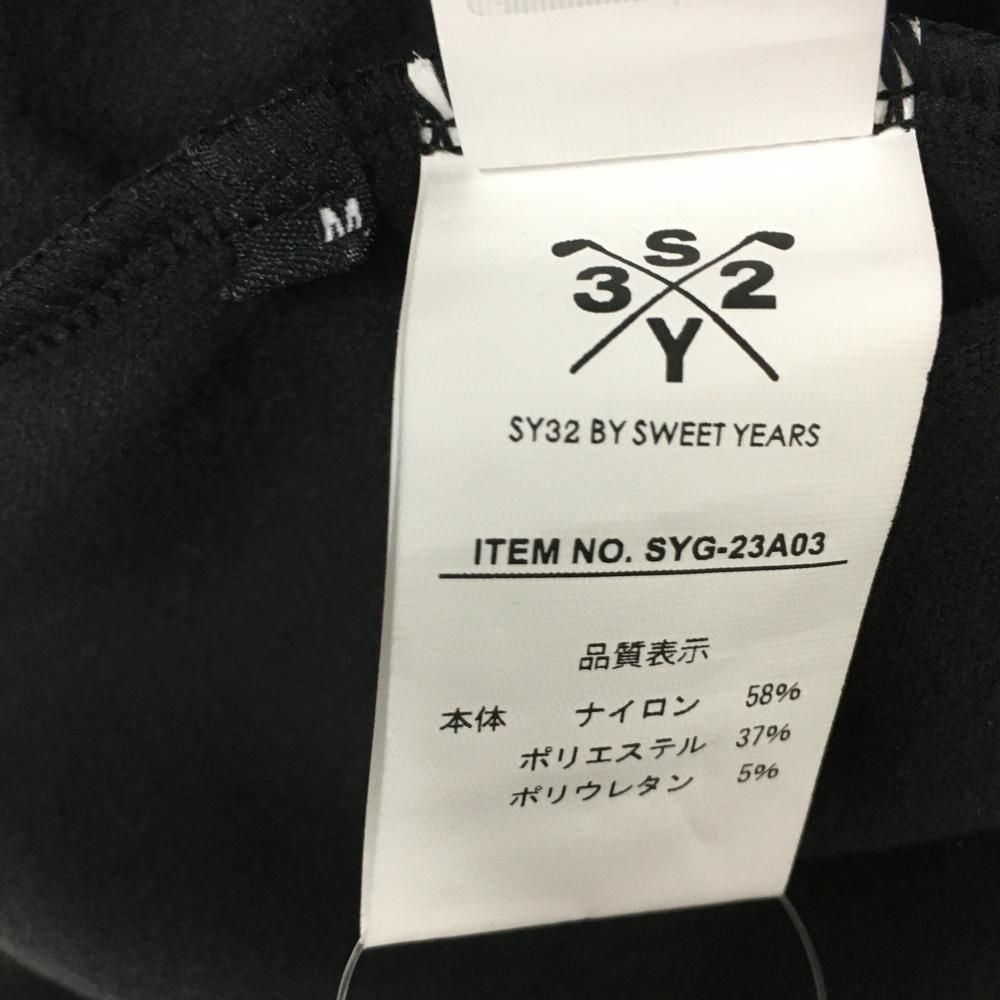 M
S
3 2
Y
SY32 BY SWEET YEARS
ITEM NO. SYG-23A03
品質表示
本体 ナイロン 58%
ポリエステル 37%
ポリウレタン 5%